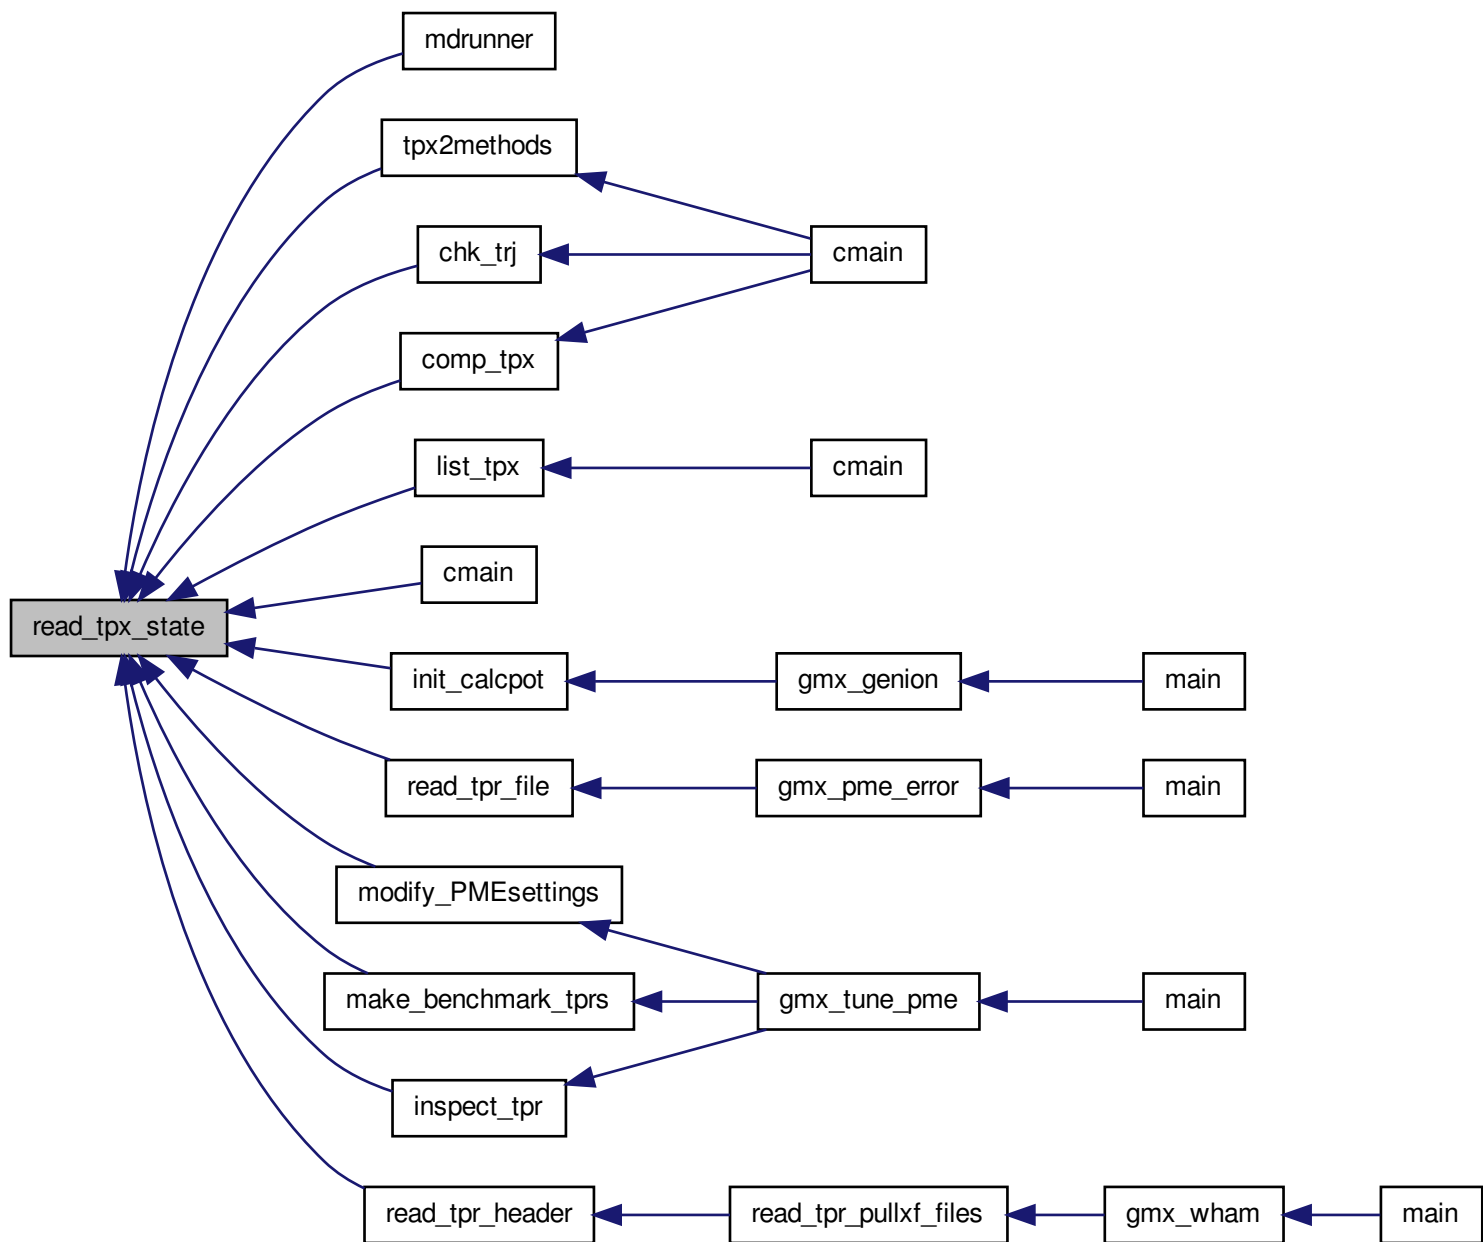 mdrunner
tpx2methods
chk_trj
cmain
comp_tpx
list_tpx
cmain
cmain
read_tpx_state
init_calcpot
gmx_genion
main
read_tpr_file
gmx_pme_error
main
modify_PMEsettings
make_benchmark_tprs
gmx_tune_pme
main
inspect_tpr
read_tpr_header
read_tpr_pullxf_files
gmx_wham
main